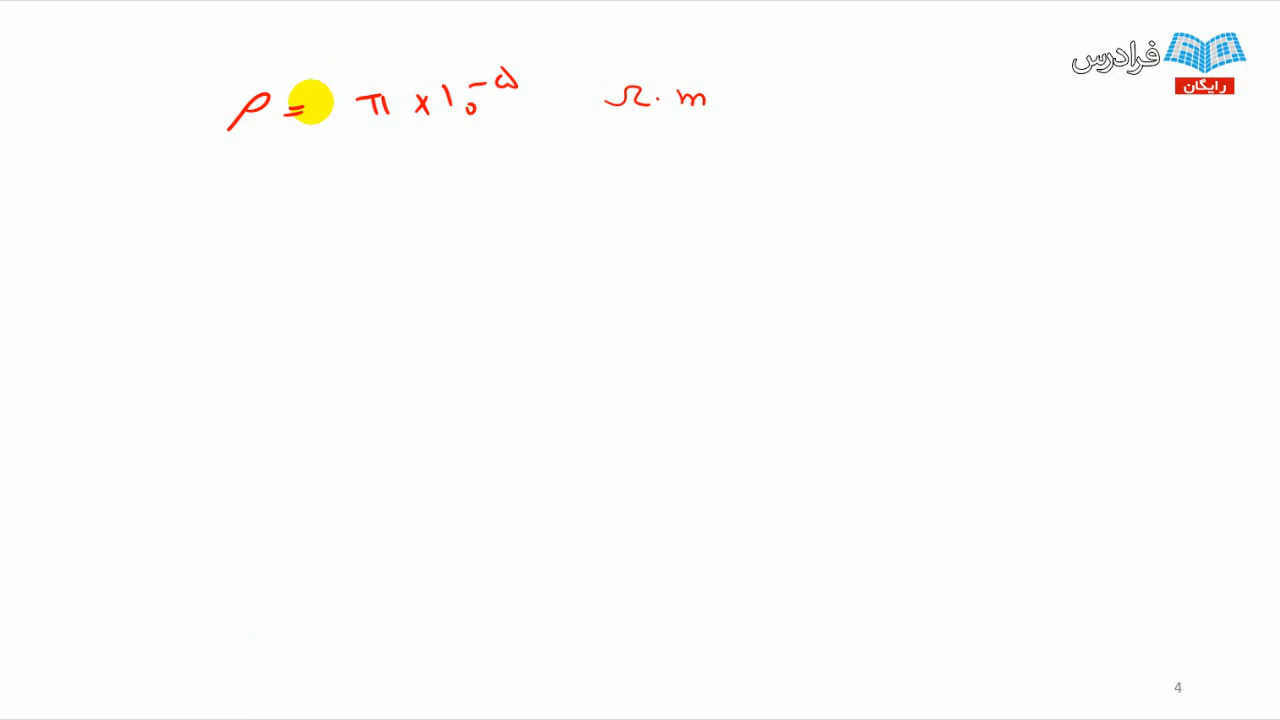 ρ = π × ۱۰^-۵ Ω . m
فرادرس
رایگان
4